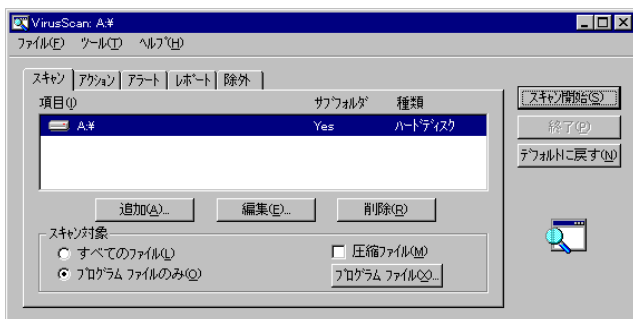 VirusScan: A:¥
ファイル(F) ツール(T) ヘルプ(H)
スキャン アクション アラート レポート 除外
項目(I) サブフォルダ 種類
A:¥ Yes ハードディスク
スキャン開始(S)
終了(P)
デフォルトに戻す(N)
追加(A)... 編集(E)... 削除(R)
スキャン対象
すべてのファイル(L) 圧縮ファイル(M)
プログラム ファイルのみ(O) プログラム ファイル(X)...